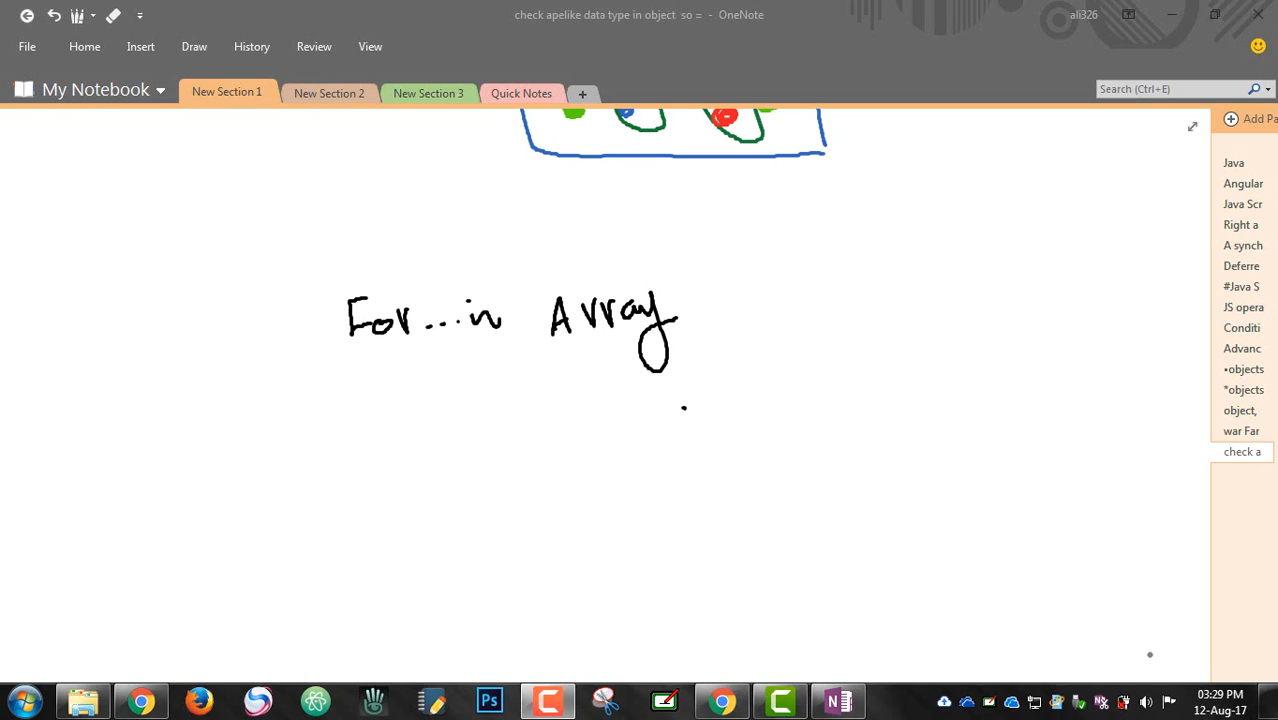 check apelike data type in object so = - OneNote
ali326
File Home Insert Draw History Review View
My Notebook New Section 1 New Section 2 New Section 3 Quick Notes
Search (Ctrl+E)
Add Pa
Java
Angular
Java Scr
Right a
A synch
Deferre
#Java S
JS opera
Conditi
Advanc
•objects
*objects
object,
war Far
check a
For...in Array
Ps
03:29 PM
12-Aug-17